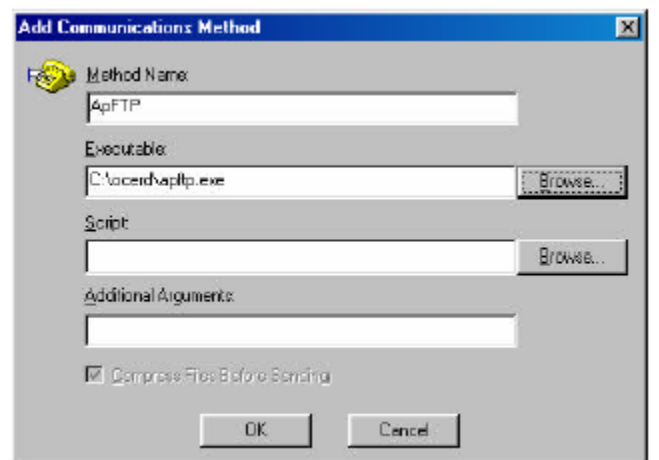 Add Communications Method
Method Name:
ApFTP
Executable:
C:\ocerd\apftp.exe
Browse...
Script:
Browse...
Additional Arguments:
Compress Files Before Sending
OK
Cancel